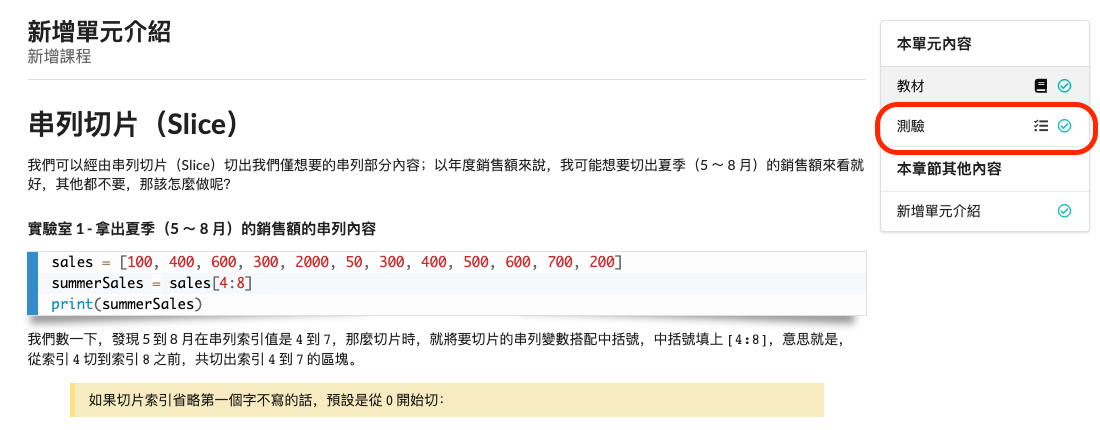 新增單元介紹
新增課程
串列切片（Slice）
我們可以經由串列切片（Slice）切出我們僅想要的串列部分內容；以年度銷售額來說，我可能想要切出夏季（5 ～ 8 月）的銷售額來看就
好，其他都不要，那該怎麼做呢？
實驗室 1 - 拿出夏季（5 ～ 8 月）的銷售額的串列內容
sales = [100, 400, 600, 300, 2000, 50, 300, 400, 500, 600, 700, 200]
summerSales = sales[4:8]
print(summerSales)
我們數一下，發現 5 到 8 月在串列索引值是 4 到 7，那麼切片時，就將要切片的串列變數搭配中括號，中括號填上 [4:8]，意思就是，
從索引 4 切到索引 8 之前，共切出索引 4 到 7 的區塊。
如果切片索引省略第一個字不寫的話，預設是從 0 開始切：
本單元內容
教材
測驗
本章節其他內容
新增單元介紹